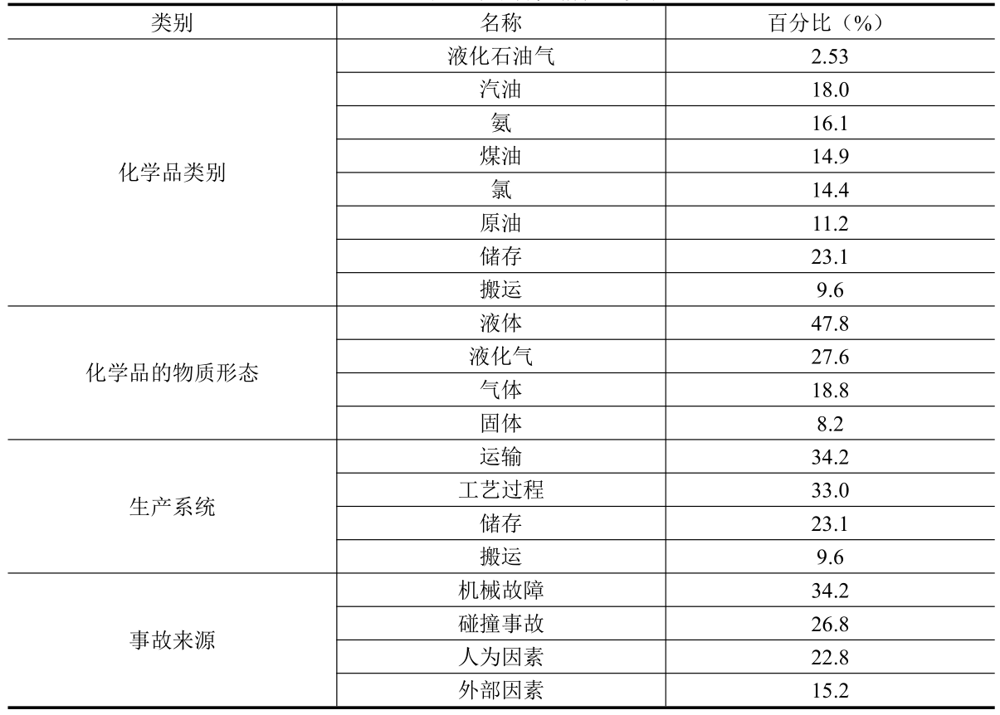 类别 名称 百分比（%）
化学品类别 液化石油气 2.53
汽油 18.0
氨 16.1
煤油 14.9
氯 14.4
原油 11.2
储存 23.1
搬运 9.6
化学品的物质形态 液体 47.8
液化气 27.6
气体 18.8
固体 8.2
生产系统 运输 34.2
工艺过程 33.0
储存 23.1
搬运 9.6
事故来源 机械故障 34.2
碰撞事故 26.8
人为因素 22.8
外部因素 15.2